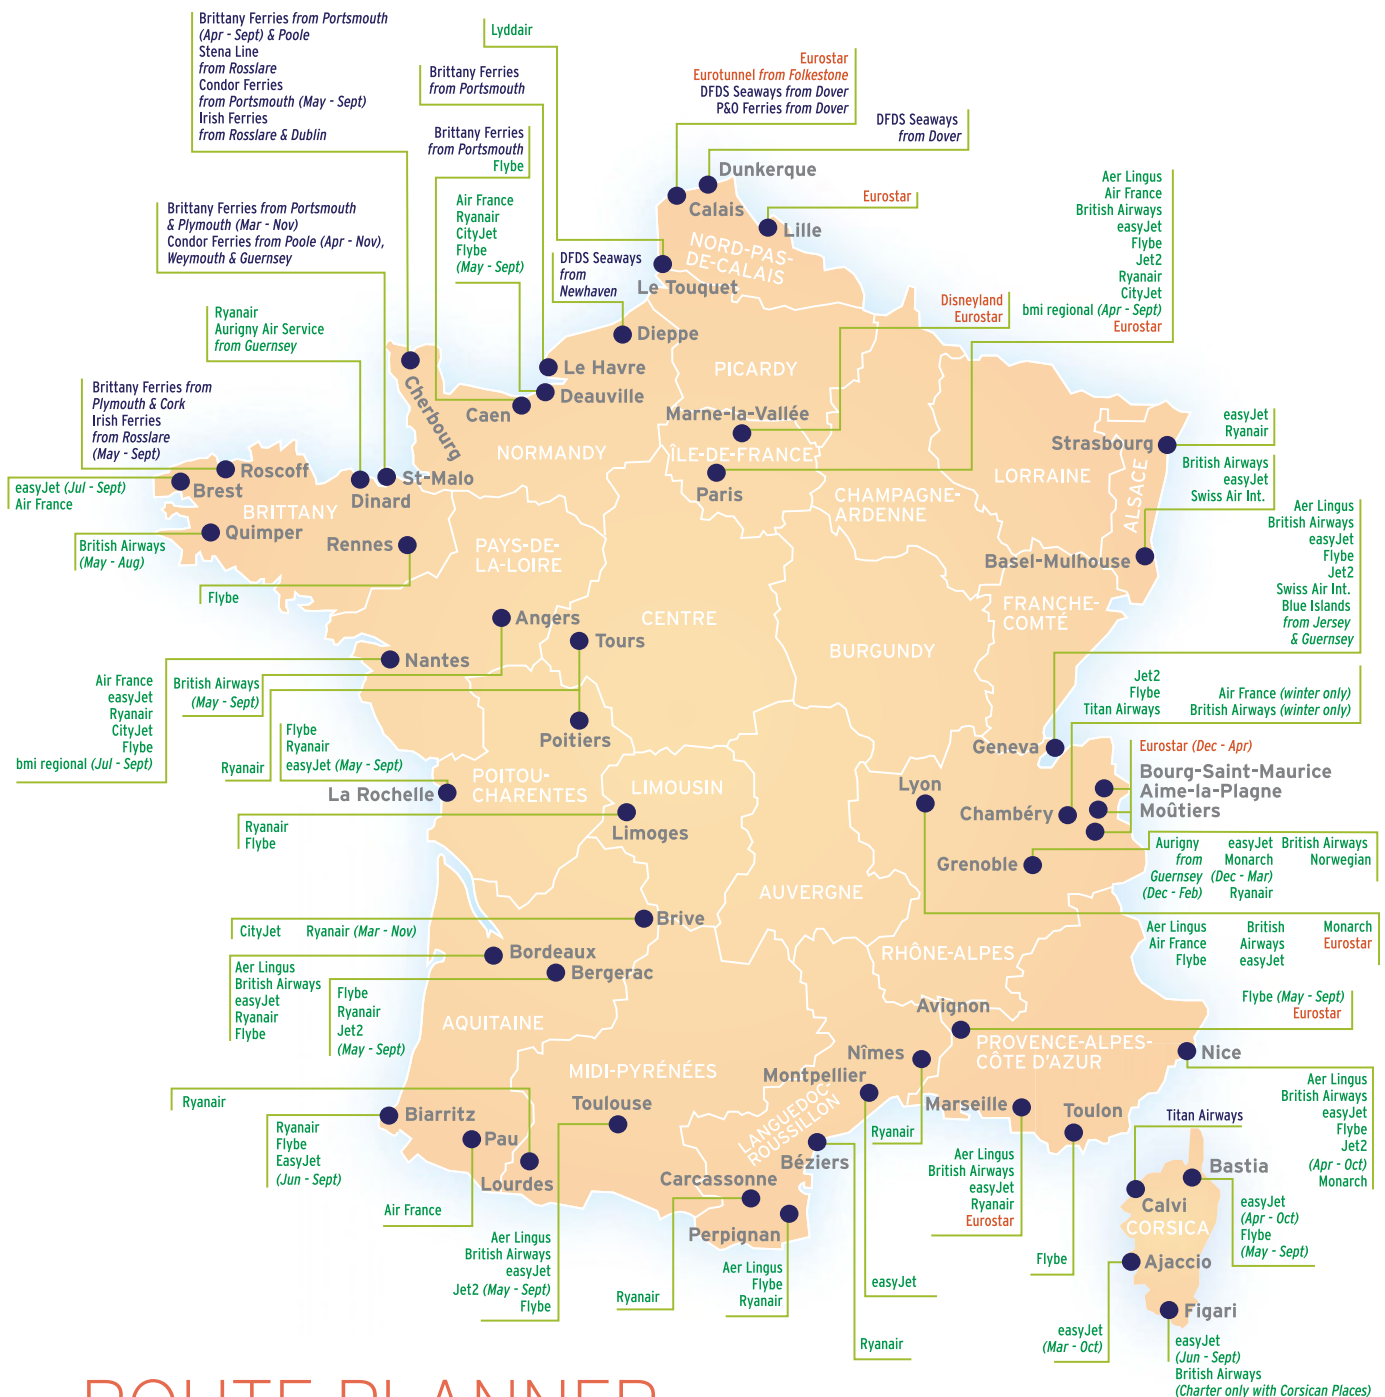 Brittany Ferries from Portsmouth
(Apr - Sept) & Poole
Stena Line
from Rosslare
Condor Ferries
from Portsmouth (May - Sept)
Irish Ferries
from Rosslare & Dublin
Lyddair
Brittany Ferries
from Portsmouth
Brittany Ferries
from Portsmouth
Flybe
Eurostar
Eurotunnel from Folkestone
DFDS Seaways from Dover
P&O Ferries from Dover
DFDS Seaways
from Dover
Dunkerque
Calais
Eurostar
Lille
Aer Lingus
Air France
British Airways
easyJet
Flybe
Jet2
Ryanair
CityJet
bmi regional (Apr - Sept)
Eurostar
Brittany Ferries from Portsmouth
& Plymouth (Mar - Nov)
Condor Ferries from Poole (Apr - Nov),
Weymouth & Guernsey
Air France
Ryanair
CityJet
Flybe
(May - Sept)
DFDS Seaways
from
Newhaven
NORD-PAS-
DE-CALAIS
Le Touquet
Disneyland
Eurostar
Ryanair
Aurigny Air Service
from Guernsey
Dieppe
Le Havre
Deauville
Caen
Cherbourg
PICARDY
Marne-la-Vallée
ÎLE-DE-FRANCE
Paris
NORMANDY
Brittany Ferries from
Plymouth & Cork
Irish Ferries
from Rosslare
(May - Sept)
easyJet
Ryanair
Strasbourg
LORRAINE
ALSACE
CHAMPAGNE-
ARDENNE
British Airways
easyJet
Swiss Air Int.
Roscoff
Brest
St-Malo
Dinard
BRITTANY
easyJet (Jul - Sept)
Air France
Quimper
Rennes
British Airways
(May - Aug)
Flybe
PAYS-DE-
LA-LOIRE
Basel-Mulhouse
FRANCHE-
COMTÉ
Aer Lingus
British Airways
easyJet
Flybe
Jet2
Swiss Air Int.
Blue Islands
from Jersey
& Guernsey
Angers
Tours
CENTRE
BURGUNDY
Nantes
Air France
easyJet
Ryanair
CityJet
Flybe
bmi regional (Jul - Sept)
British Airways
(May - Sept)
Ryanair
Flybe
Ryanair
easyJet (May - Sept)
Poitiers
POITOU-
CHARENTES
La Rochelle
LIMOUSIN
Limoges
Ryanair
Flybe
Jet2
Flybe
Titan Airways
Air France (winter only)
British Airways (winter only)
Geneva
Eurostar (Dec - Apr)
Bourg-Saint-Maurice
Aime-la-Plagne
Moûtiers
Lyon
Chambéry
Grenoble
Aurigny
from
Guernsey
(Dec - Feb)
easyJet
Monarch
(Dec - Mar)
Ryanair
British Airways
Norwegian
AUVERGNE
Brive
CityJet
Ryanair (Mar - Nov)
Aer Lingus
Air France
Flybe
British
Airways
easyJet
Monarch
Eurostar
RHÔNE-ALPES
Bordeaux
Bergerac
Aer Lingus
British Airways
easyJet
Ryanair
Flybe
Flybe
Ryanair
Jet2
(May - Sept)
AQUITAINE
Flybe (May - Sept)
Eurostar
Avignon
PROVENCE-ALPES-
CÔTE D'AZUR
Nice
Nîmes
Montpellier
MIDI-PYRÉNÉES
Toulouse
LANGUEDOC-
ROUSSILLON
Béziers
Marseille
Toulon
Ryanair
Aer Lingus
British Airways
easyJet
Flybe
Jet2
(Apr - Oct)
Monarch
Ryanair
Biarritz
Pau
Lourdes
Ryanair
Flybe
EasyJet
(Jun - Sept)
Air France
Titan Airways
Bastia
Calvi
CORSICA
Ajaccio
Figari
Aer Lingus
British Airways
easyJet
Ryanair
Eurostar
Carcassonne
Perpignan
Aer Lingus
British Airways
easyJet
Jet2 (May - Sept)
Flybe
Ryanair
Aer Lingus
Flybe
Ryanair
easyJet
Flybe
easyJet
(Apr - Oct)
Flybe
(May - Sept)
Ryanair
easyJet
(Mar - Oct)
easyJet
(Jun - Sept)
British Airways
(Charter only with Corsican Places)
ROUTE PLANNER